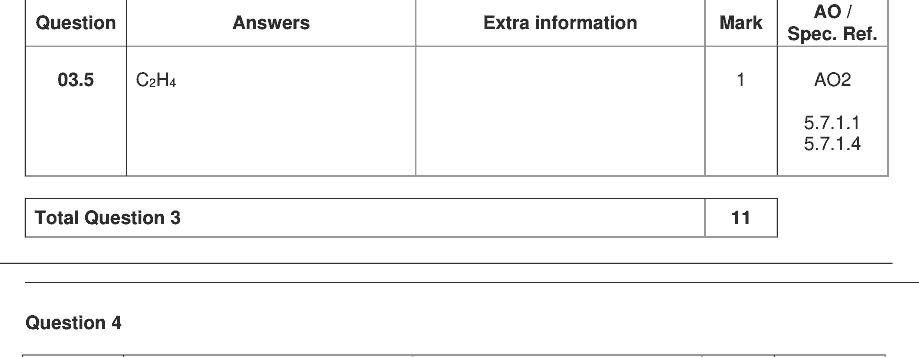 Question Answers Extra information Mark AO / Spec. Ref.
03.5 C₂H₄ 1 AO2
5.7.1.1
5.7.1.4
Total Question 3 11
Question 4